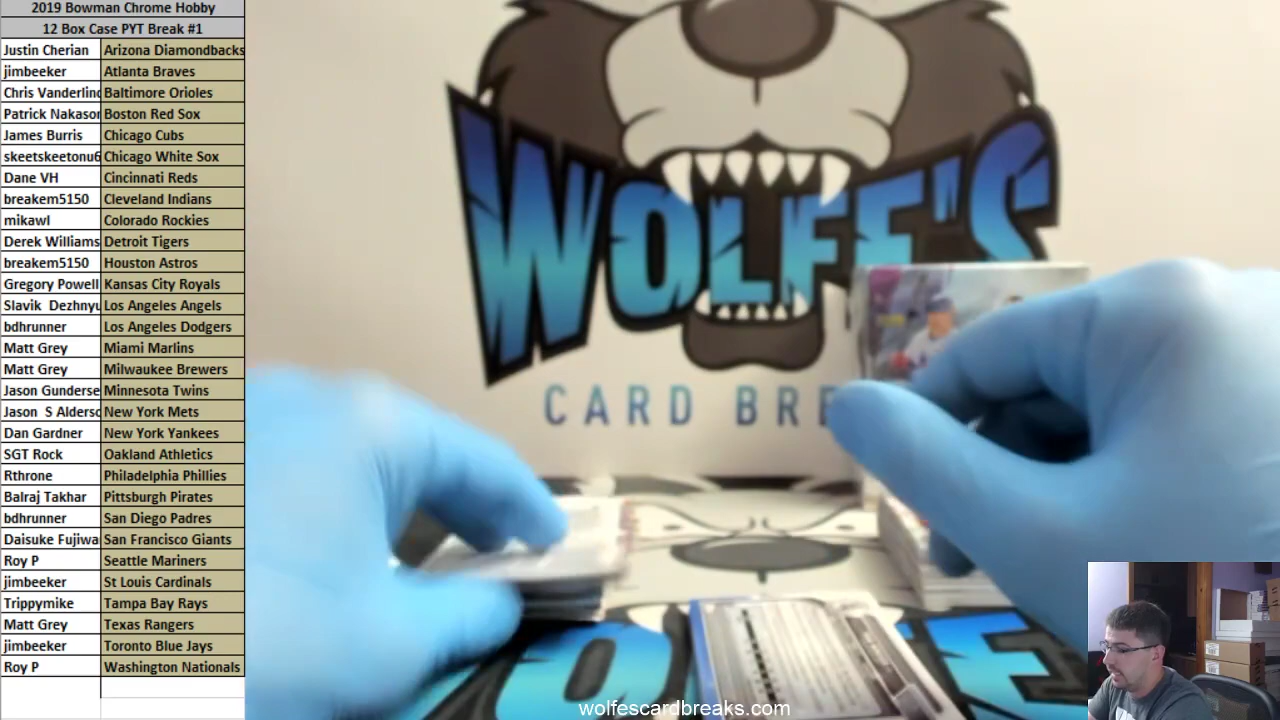 2019 Bowman Chrome Hobby
12 Box Case PYT Break #1
Justin Cherian Arizona Diamondbacks
jimbeeker Atlanta Braves
Chris Vanderlind Baltimore Orioles
Patrick Nakason Boston Red Sox
James Burris Chicago Cubs
skeetskeetonu6 Chicago White Sox
Dane VH Cincinnati Reds
breakem5150 Cleveland Indians
mikawl Colorado Rockies
Derek Williams Detroit Tigers
breakem5150 Houston Astros
Gregory Powell Kansas City Royals
Slavik Dezhnyu Los Angeles Angels
bdhrunner Los Angeles Dodgers
Matt Grey Miami Marlins
Matt Grey Milwaukee Brewers
Jason Gunderse Minnesota Twins
Jason S Alderso New York Mets
Dan Gardner New York Yankees
SGT Rock Oakland Athletics
Rthrone Philadelphia Phillies
Balraj Takhar Pittsburgh Pirates
bdhrunner San Diego Padres
Daisuke Fujiwa San Francisco Giants
Roy P Seattle Mariners
jimbeeker St Louis Cardinals
Trippymike Tampa Bay Rays
Matt Grey Texas Rangers
jimbeeker Toronto Blue Jays
Roy P Washington Nationals
WOLFE'S
CARD BRE
wolfescardbreaks.com